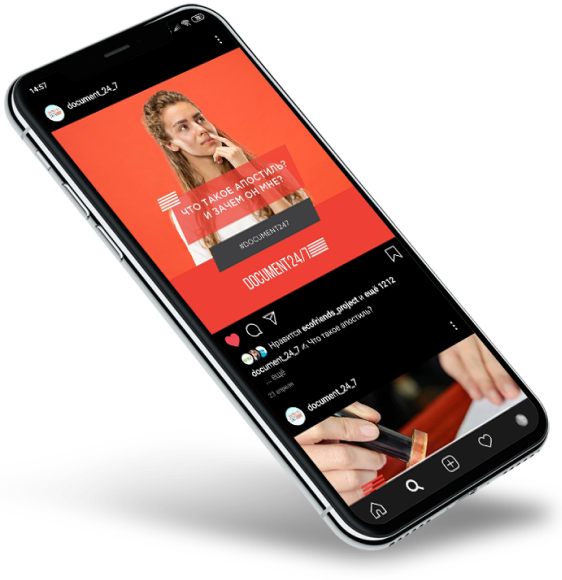 14:57
document_24_7
ЧТО ТАКОЕ АПОСТИЛЬ?
И ЗАЧЕМ ОН МНЕ?
#DOCUMENT247
DOCUMENT24/7
Нравится ecofriends_project и ещё 1212
document_24_7 ✍ Что такое апостиль?
... ещё
23 апреля
document_24_7